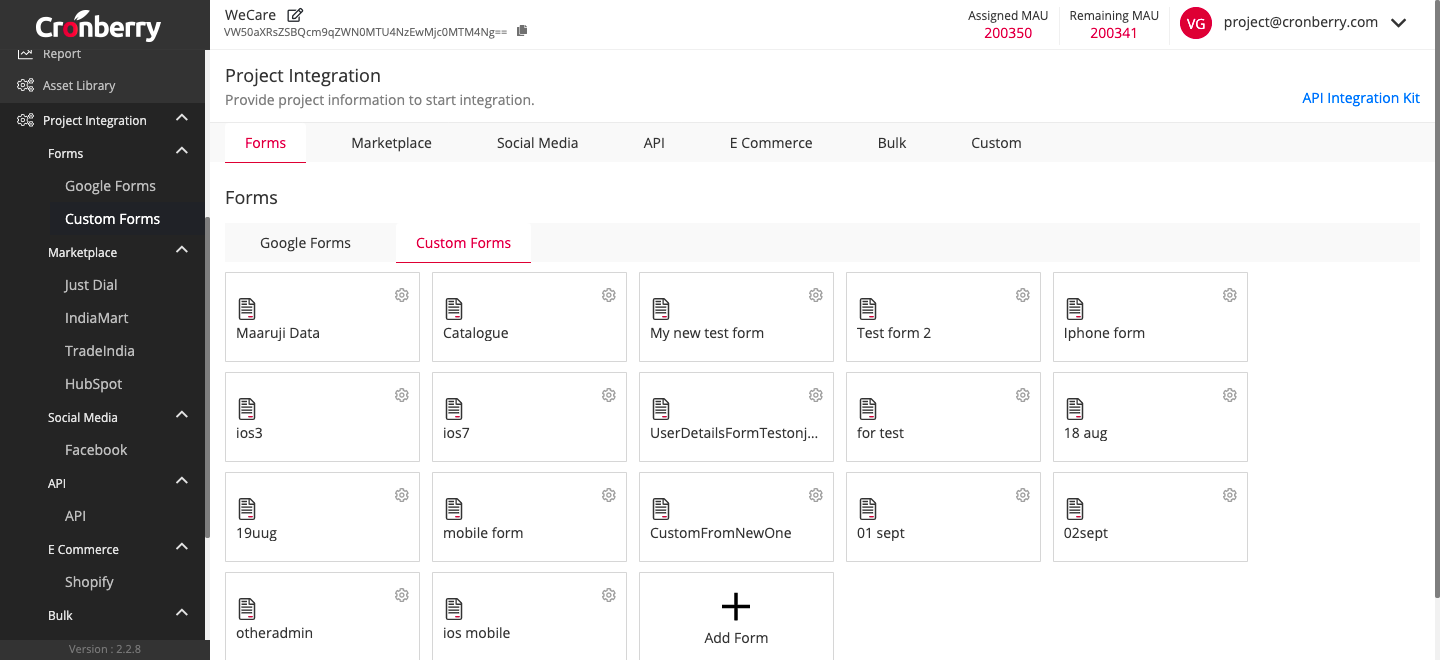 Cronberry
Report
Asset Library
Project Integration
Forms
Google Forms
Custom Forms
Marketplace
Just Dial
IndiaMart
TradeIndia
HubSpot
Social Media
Facebook
API
API
E Commerce
Shopify
Bulk
Version : 2.2.8
WeCare
VW50aXRsZSBQcm9qZWN0MTU4NzEwMjc0MTM4Ng==
Assigned MAU
200350
Remaining MAU
200341
VG
project@cronberry.com
Project Integration
Provide project information to start integration.
API Integration Kit
Forms Marketplace Social Media API E Commerce Bulk Custom
Forms
Google Forms Custom Forms
Maaruji Data Catalogue My new test form Test form 2 Iphone form
ios3 ios7 UserDetailsFormTestonj... for test 18 aug
19uug mobile form CustomFromNewOne 01 sept 02sept
otheradmin ios mobile Add Form